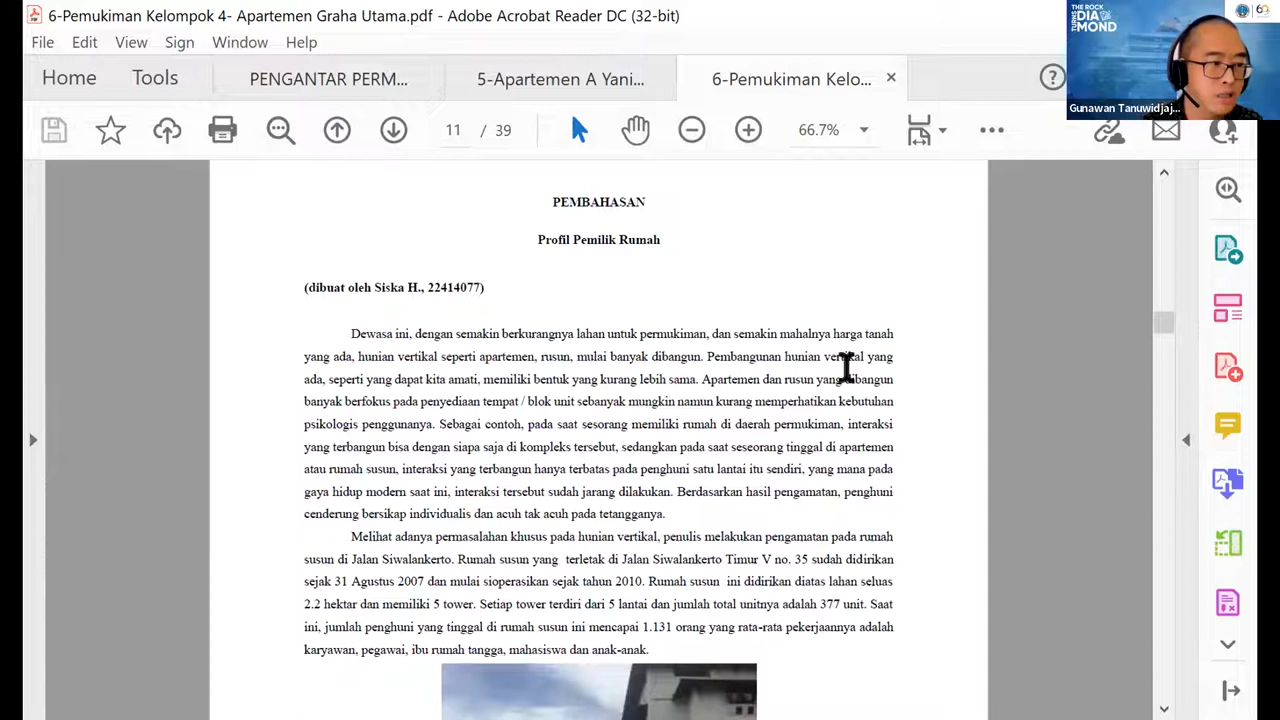 6-Pemukiman Kelompok 4- Apartemen Graha Utama.pdf - Adobe Acrobat Reader DC (32-bit)
File Edit View Sign Window Help
Home Tools PENGANTAR PERM... 5-Apartemen A Yani... 6-Pemukiman Kelo...
11 / 39 66.7%
THE ROCK
TURNS
DIA
MOND
60
Gunawan Tanuwidjaj...
PEMBAHASAN
Profil Pemilik Rumah
(dibuat oleh Siska H., 22414077)
Dewasa ini, dengan semakin berkurangnya lahan untuk permukiman, dan semakin mahalnya harga tanah
yang ada, hunian vertikal seperti apartemen, rusun, mulai banyak dibangun. Pembangunan hunian vertikal yang
ada, seperti yang dapat kita amati, memiliki bentuk yang kurang lebih sama. Apartemen dan rusun yang dibangun
banyak berfokus pada penyediaan tempat / blok unit sebanyak mungkin namun kurang memperhatikan kebutuhan
psikologis penggunanya. Sebagai contoh, pada saat sesorang memiliki rumah di daerah permukiman, interaksi
yang terbangun bisa dengan siapa saja di kompleks tersebut, sedangkan pada saat seseorang tinggal di apartemen
atau rumah susun, interaksi yang terbangun hanya terbatas pada penghuni satu lantai itu sendiri, yang mana pada
gaya hidup modern saat ini, interaksi tersebut sudah jarang dilakukan. Berdasarkan hasil pengamatan, penghuni
cenderung bersikap individualis dan acuh tak acuh pada tetangganya.
Melihat adanya permasalahan khusus pada hunian vertikal, penulis melakukan pengamatan pada rumah
susun di Jalan Siwalankerto. Rumah susun yang terletak di Jalan Siwalankerto Timur V no. 35 sudah didirikan
sejak 31 Agustus 2007 dan mulai sioperasikan sejak tahun 2010. Rumah susun ini didirikan diatas lahan seluas
2.2 hektar dan memiliki 5 tower. Setiap tower terdiri dari 5 lantai dan jumlah total unitnya adalah 377 unit. Saat
ini, jumlah penghuni yang tinggal di rumah susun ini mencapai 1.131 orang yang rata-rata pekerjaannya adalah
karyawan, pegawai, ibu rumah tangga, mahasiswa dan anak-anak.